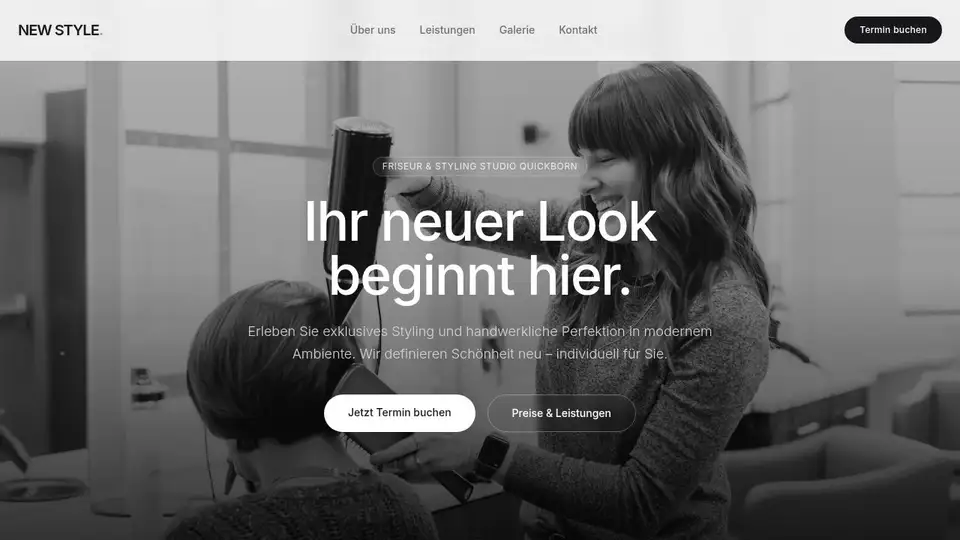 NEW STYLE.
Über uns
Leistungen
Galerie
Kontakt
Termin buchen
FRISEUR & STYLING STUDIO QUICKBORN
Ihr neuer Look
beginnt hier.
Erleben Sie exklusives Styling und handwerkliche Perfektion in modernem
Ambiente. Wir definieren Schönheit neu – individuell für Sie.
Jetzt Termin buchen
Preise & Leistungen